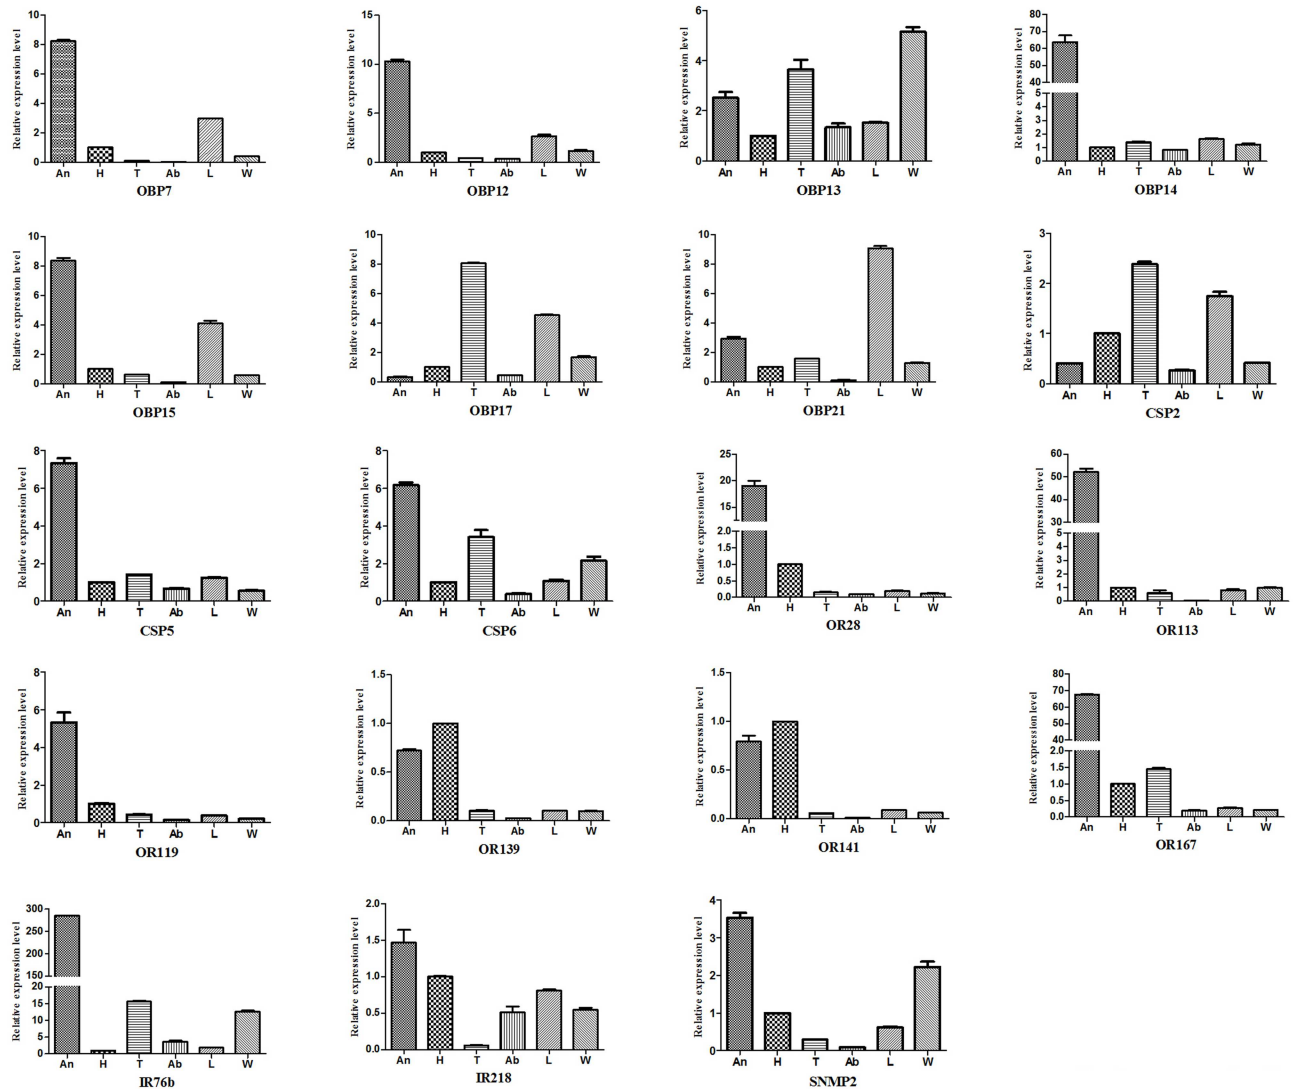 Relative expression level
10
8
6
4
2
0
An H T Ab L W
OBP7
Relative expression level
15
10
5
0
An H T Ab L W
OBP12
Relative expression level
6
4
2
0
An H T Ab L W
OBP13
Relative expression level
80
70
60
50
40
5
4
3
2
1
0
An H T Ab L W
OBP14
Relative expression level
10
8
6
4
2
0
An H T Ab L W
OBP15
Relative expression level
10
8
6
4
2
0
An H T Ab L W
OBP17
Relative expression level
10
8
6
4
2
0
An H T Ab L W
OBP21
Relative expression level
3
2
1
0
An H T Ab L W
CSP2
Relative expression level
8
6
4
2
0
An H T Ab L W
CSP5
Relative expression level
8
6
4
2
0
An H T Ab L W
CSP6
Relative expression level
25
20
15
2.0
1.5
1.0
0.5
0.0
An H T Ab L W
OR28
Relative expression level
60
50
40
30
5
4
3
2
1
0
An H T Ab L W
OR113
Relative expression level
8
6
4
2
0
An H T Ab L W
OR119
Relative expression level
1.5
1.0
0.5
0.0
An H T Ab L W
OR139
Relative expression level
1.5
1.0
0.5
0.0
An H T Ab L W
OR141
Relative expression level
80
70
60
50
40
2.0
1.5
1.0
0.5
0.0
An H T Ab L W
OR167
Relative expression level
300
250
200
150
20
15
10
5
0
An H T Ab L W
IR76b
Relative expression level
2.0
1.5
1.0
0.5
0.0
An H T Ab L W
IR218
Relative expression level
4
3
2
1
0
An H T Ab L W
SNMP2